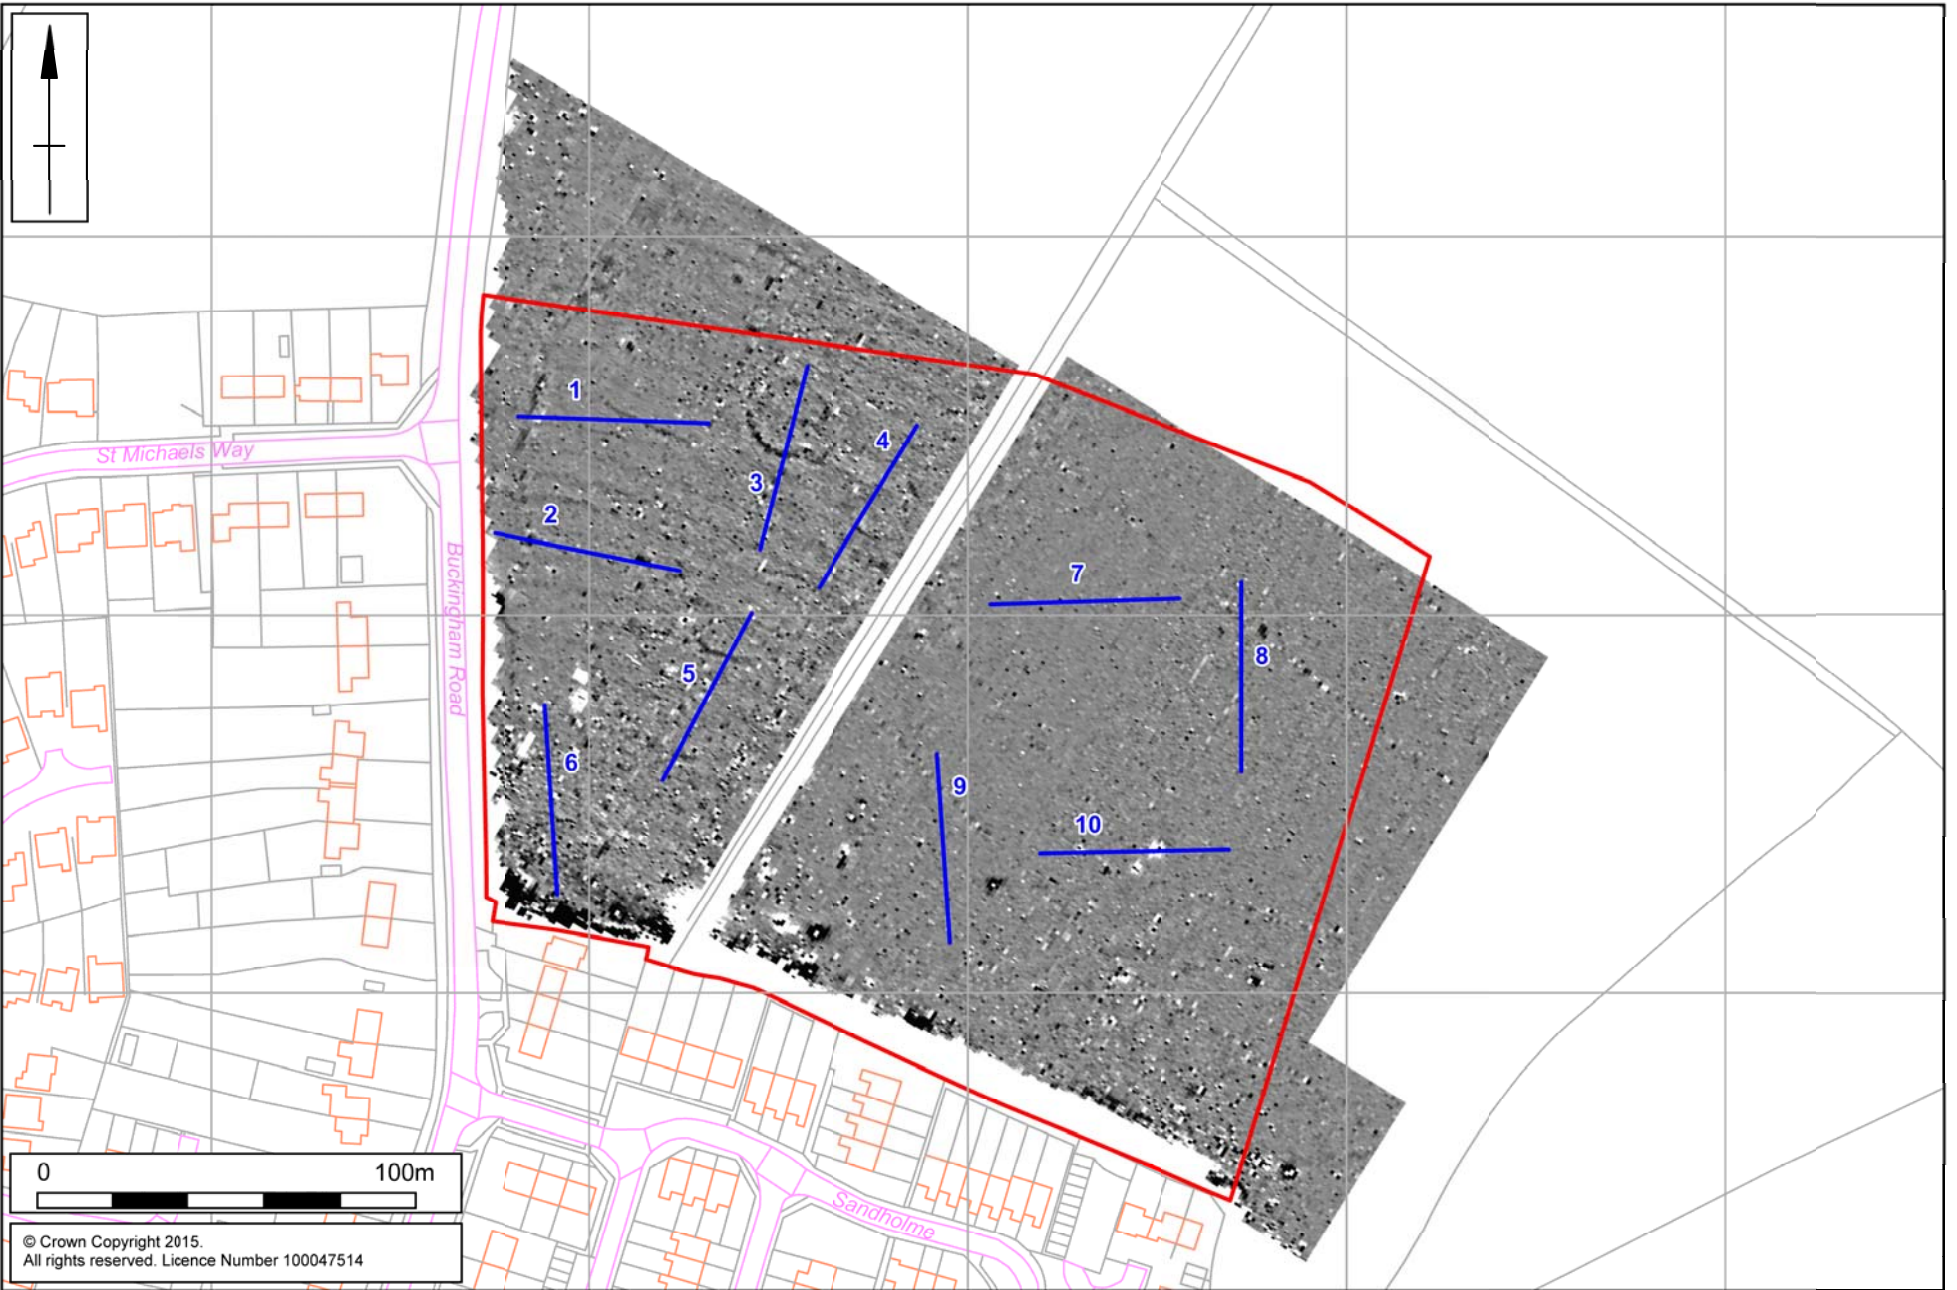 1
4
St Michaels Way
3
2
Buckingham Road
7
8
5
6
9
10
0 100m
Sandholme
© Crown Copyright 2015.
All rights reserved. Licence Number 100047514